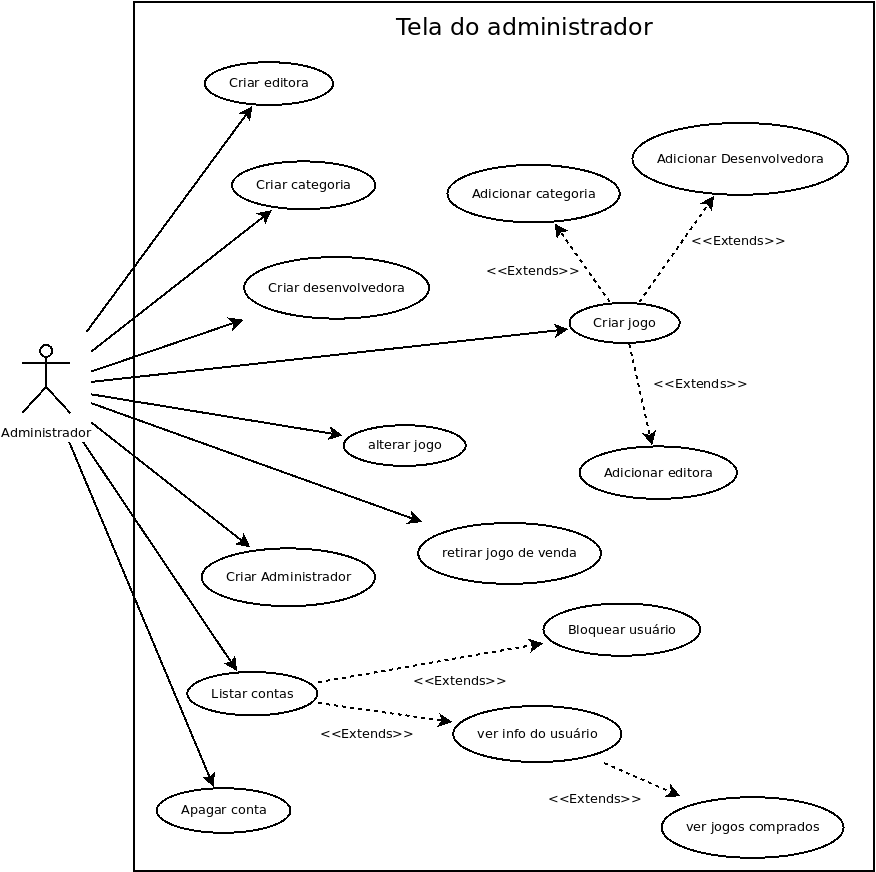 Tela do administrador
Criar editora
Criar categoria
Adicionar categoria
Adicionar Desenvolvedora
<<Extends>>
<<Extends>>
Criar desenvolvedora
Criar jogo
<<Extends>>
Administrador
alterar jogo
Adicionar editora
retirar jogo de venda
Criar Administrador
Bloquear usuário
<<Extends>>
Listar contas
<<Extends>>
ver info do usuário
<<Extends>>
Apagar conta
ver jogos comprados